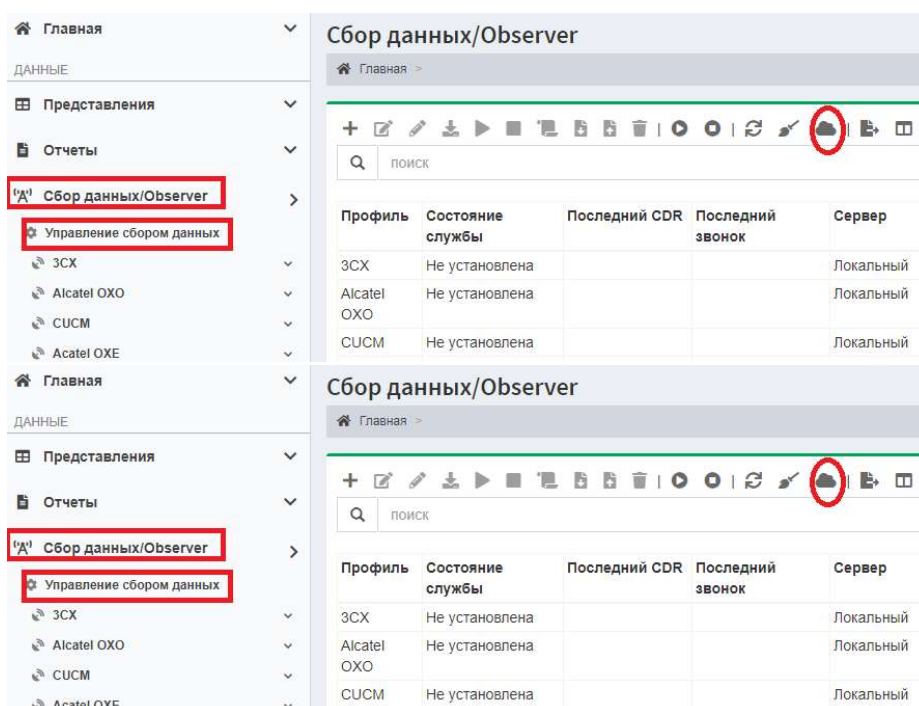 Главная
ДАННЫЕ
Представления
Отчеты
Сбор данных/Observer
Управление сбором данных
3CX
Alcatel OXO
CUCM
Acatel OXE
Сбор данных/Observer
Главная >
поиск
Профиль Состояние службы Последний CDR Последний звонок Сервер
3CX Не установлена Локальный
Alcatel OXO Не установлена Локальный
CUCM Не установлена Локальный
Главная
ДАННЫЕ
Представления
Отчеты
Сбор данных/Observer
Управление сбором данных
3CX
Alcatel OXO
CUCM
Acatel OXE
Сбор данных/Observer
Главная >
поиск
Профиль Состояние службы Последний CDR Последний звонок Сервер
3CX Не установлена Локальный
Alcatel OXO Не установлена Локальный
CUCM Не установлена Локальный